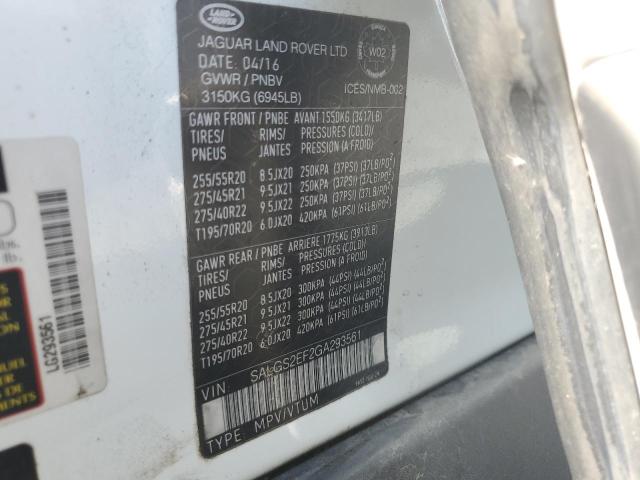 LAND ROVER
JAGUAR LAND ROVER LTD
DATE: 04/16
GVWR / PNBV
3150KG (6945LB)
W02
ICES/NMB-002
GAWR FRONT / PNBE AVANT 1550KG (3417LB)
TIRES/ RIMS/ PRESSURES (COLD)/
PNEUS JANTES PRESSION (A FROID)
255/55R20 8.5JX20 250KPA (37PSI) (37LB/PO²)
275/45R21 9.5JX21 250KPA (37PSI) (37LB/PO²)
275/40R22 9.5JX22 250KPA (37PSI) (37LB/PO²)
T195/70R20 6.0JX20 420KPA (61PSI) (61LB/PO²)
GAWR REAR / PNBE ARRIERE 1775KG (3913LB)
TIRES/ RIMS/ PRESSURES (COLD)/
PNEUS JANTES PRESSION (A FROID)
255/55R20 8.5JX20 300KPA (44PSI) (44LB/PO²)
275/45R21 9.5JX21 300KPA (44PSI) (44LB/PO²)
275/40R22 9.5JX22 300KPA (44PSI) (44LB/PO²)
T195/70R20 6.0JX20 420KPA (61PSI) (61LB/PO²)
VIN: SALGS2EF2GA293561
TYPE: MPV/VTUM
lbs.
lb.
LG293561